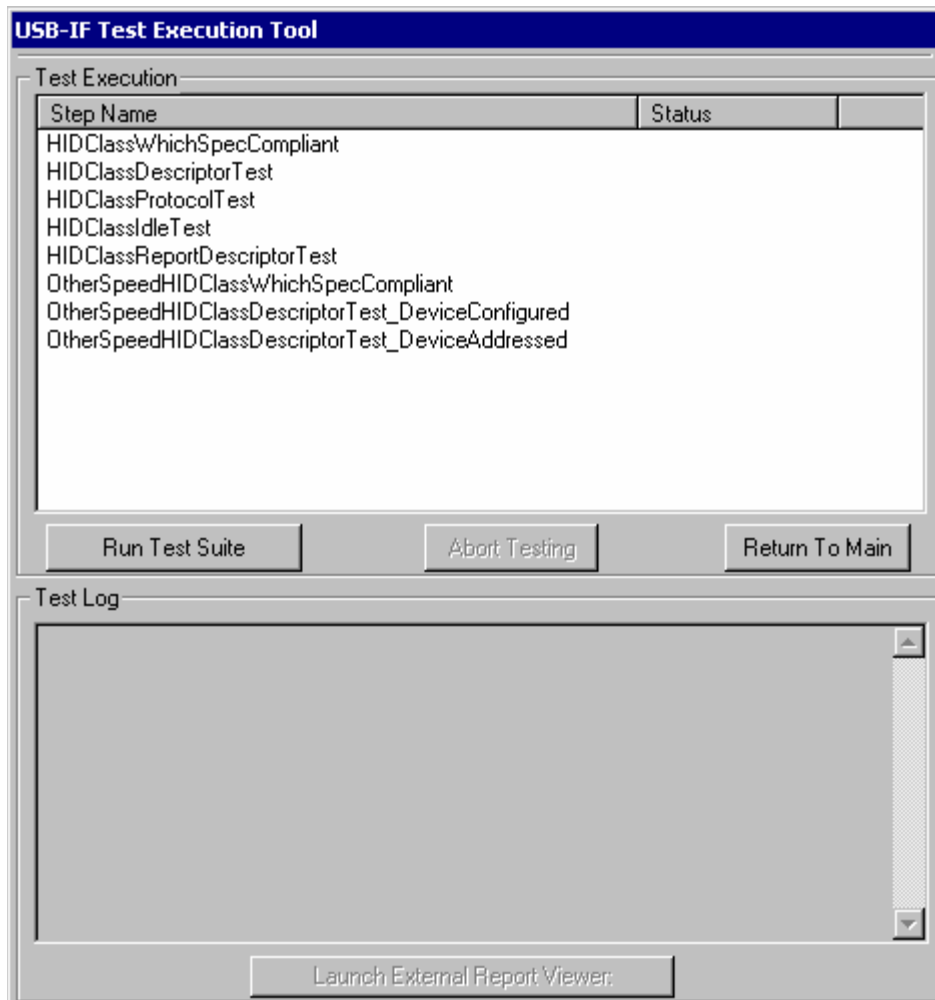 USB-IF Test Execution Tool
Test Execution
Step Name Status
HIDClassWhichSpecCompliant
HIDClassDescriptorTest
HIDClassProtocolTest
HIDClassIdleTest
HIDClassReportDescriptorTest
OtherSpeedHIDClassWhichSpecCompliant
OtherSpeedHIDClassDescriptorTest_DeviceConfigured
OtherSpeedHIDClassDescriptorTest_DeviceAddressed
Run Test Suite Abort Testing Return To Main
Test Log
Launch External Report Viewer: